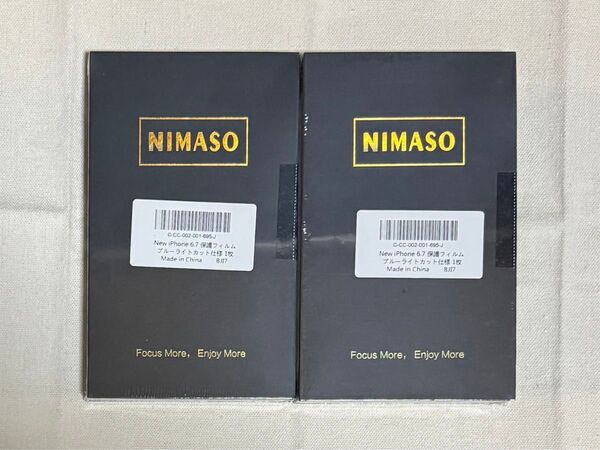 NIMASO
C-CC-002-001-695-J
New iPhone 6.7 保護フィルム
ブルーライトカット仕様 1枚
Made in China BJI7
Focus More, Enjoy More
NIMASO
C-CC-002-001-695-J
New iPhone 6.7 保護フィルム
ブルーライトカット仕様 1枚
Made in China BJI7
Focus More, Enjoy More